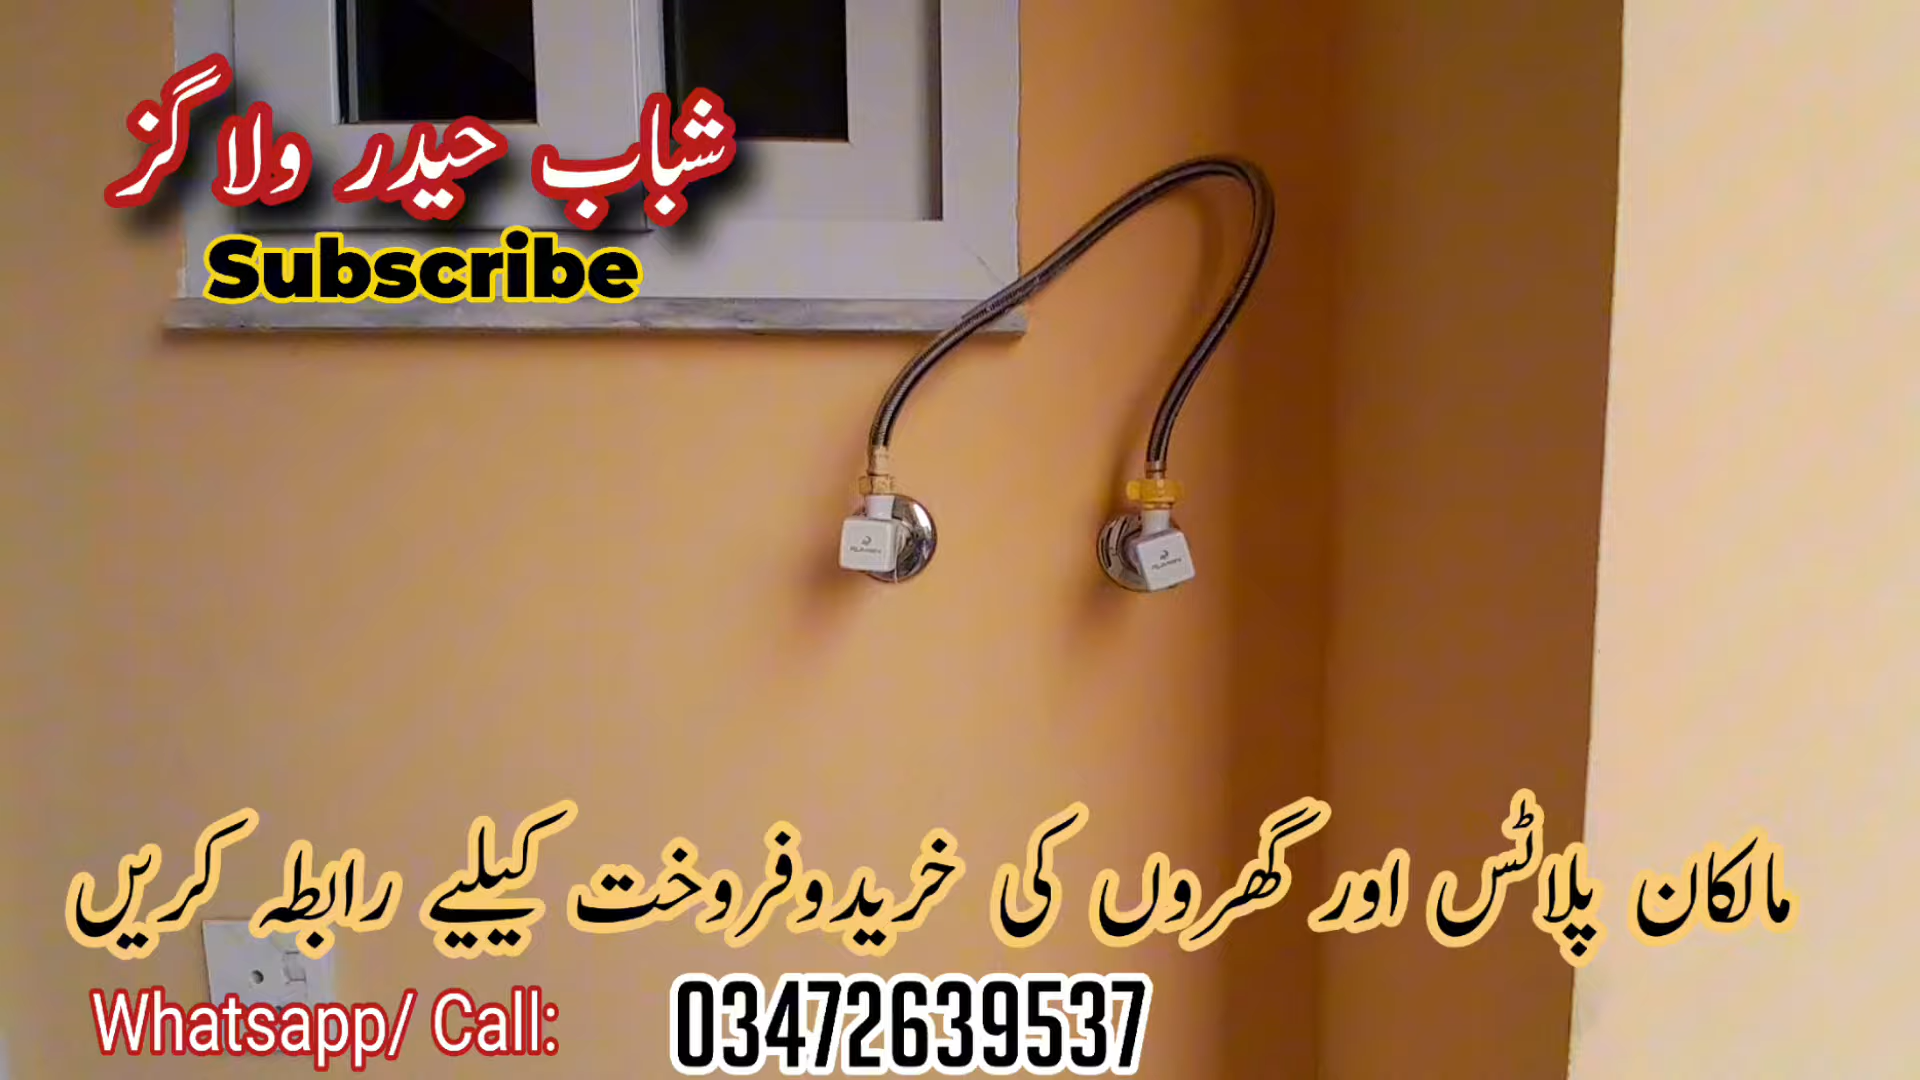 شباب حیدر ولاگز
Subscribe
مالکان پلاٹس اور گھروں کی خریدوفروخت کیلیے رابطہ کریں
Whatsapp/ Call: 03472639537